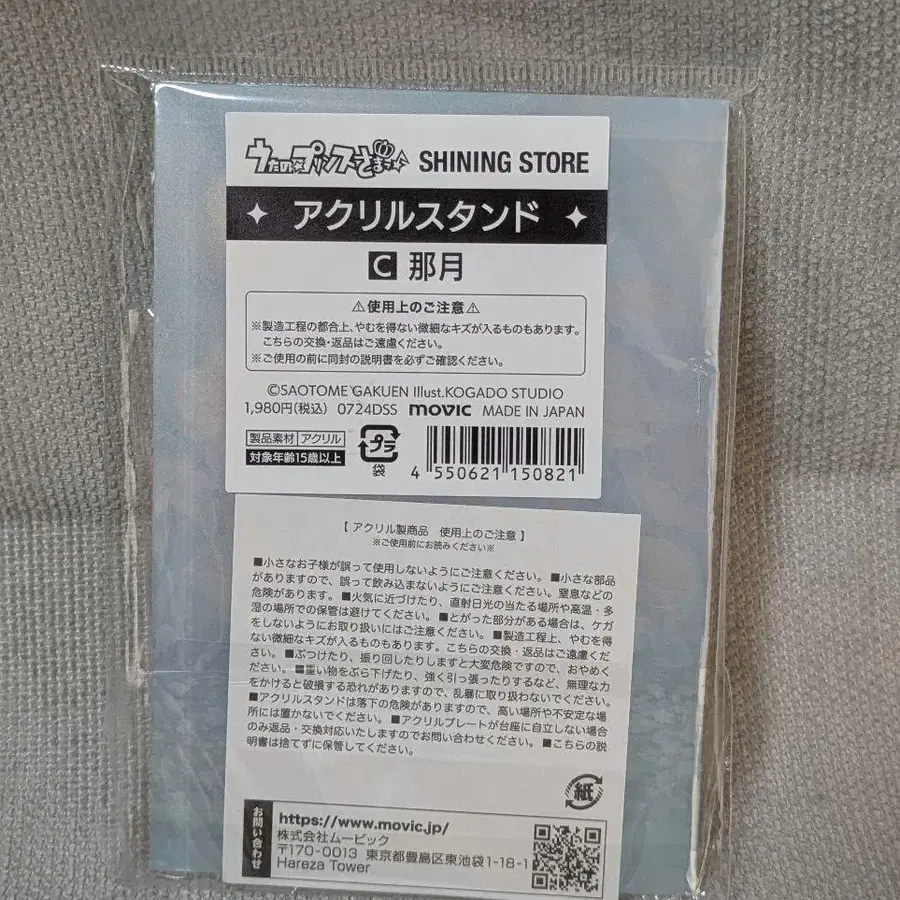 うたの☆プリンスさまっ♪ SHINING STORE
アクリルスタンド
C 那月
⚠使用上のご注意⚠
※製造工程の都合上、やむを得ない微細なキズが入るものもあります。
こちらの交換・返品はご遠慮ください。
※ご使用の前に同封の説明書を必ずご確認ください。
©SAOTOME GAKUEN Illust.KOGADO STUDIO
1,980円(税込) 0724DSS movic MADE IN JAPAN
製品素材 アクリル
対象年齢15歳以上
プラ
袋
4 550621 150821
【 アクリル製商品 使用上のご注意 】
※ご使用前にお読みください※
■小さなお子様が誤って使用しないようにご注意ください。 ■小さな部品
がありますので、誤って飲み込まないようにご注意ください。窒息などの
危険があります。 ■火気に近づけたり、直射日光の当たる場所や高温・多
湿の場所での保管は避けてください。 ■とがった部分がある場合は、ケガ
をしないようにお取り扱いにはご注意ください。 ■製造工程上、やむを得
ない微細なキズが入るものもあります。こちらの交換・返品はご遠慮くだ
さい。 ■ぶつけたり、振り回したりしますと大変危険ですので、おやめく
ださい。 ■重い物をぶら下げたり、強く引っ張ったりするなど、無理な力
をかけると破損する恐れがありますので、乱暴に取り扱わないでください。
■アクリルスタンドは落下の危険がありますので、高い場所や不安定な場
所には置かないでください。 ■アクリルプレートが台座に自立しない場合
のみ返品・交換対応いたしますのでお問い合わせください。 ■こちらの説
明書は捨てずに保管してください。
紙
お問い合わせ
https://www.movic.jp/
株式会社ムービック
〒170-0013 東京都豊島区東池袋1-18-1
Hareza Tower